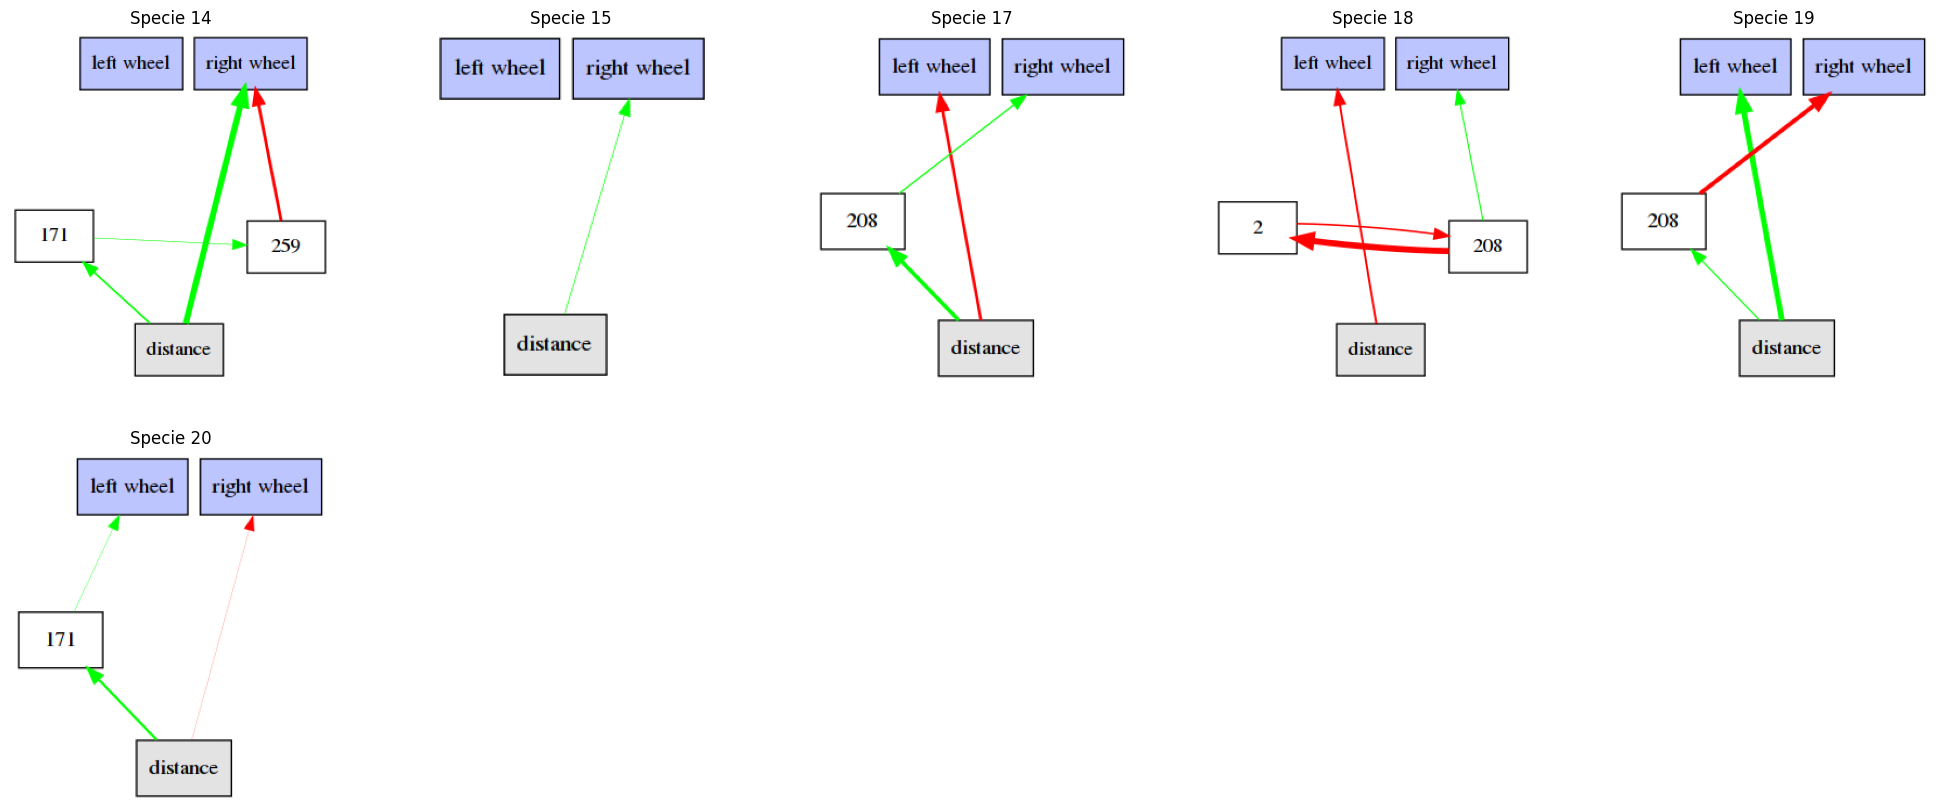 Specie 14
left wheel
right wheel
171
259
distance
Specie 15
left wheel
right wheel
distance
Specie 17
left wheel
right wheel
208
distance
Specie 18
left wheel
right wheel
2
208
distance
Specie 19
left wheel
right wheel
208
distance
Specie 20
left wheel
right wheel
171
distance